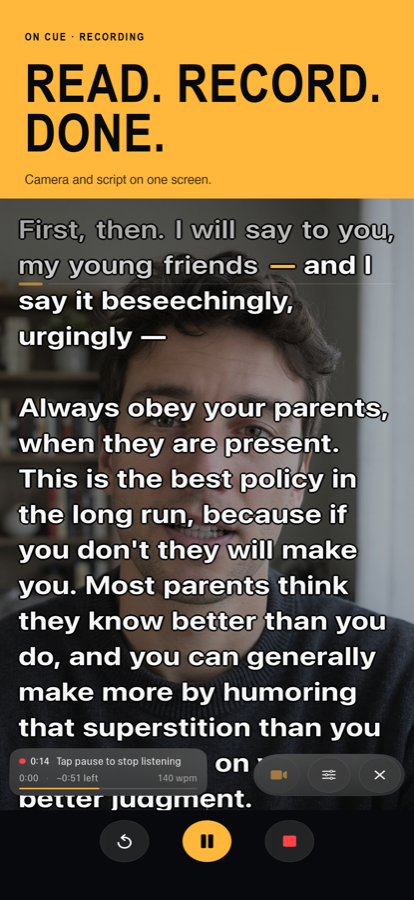 ON CUE · RECORDING
READ. RECORD.
DONE.
Camera and script on one screen.
First, then. I will say to you,
my young friends — and I
say it beseechingly,
urgingly —
Always obey your parents,
when they are present.
This is the best policy in
the long run, because if
you don't they will make
you. Most parents think
they know better than you
do, and you can generally
make more by humoring
that superstition than you
on
better judgment.
0:14 Tap pause to stop listening
0:00 · ~0:51 left 140 wpm